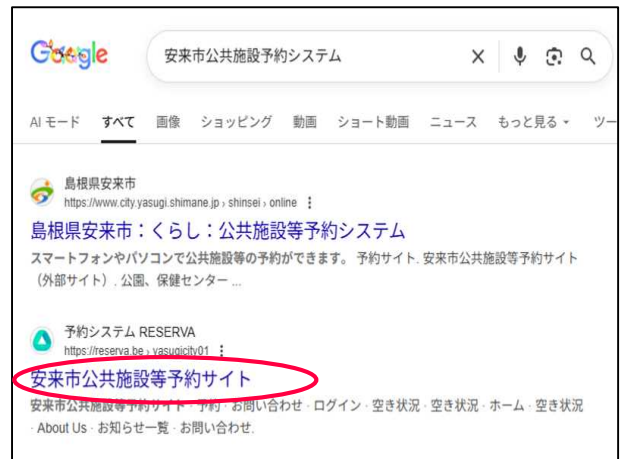 Google
安来市公共施設予約システム
AI モード すべて 画像 ショッピング 動画 ショート動画 ニュース もっと見る ツー
島根県安来市
https://www.city.yasugi.shimane.jp › shinsei › online
島根県安来市：くらし：公共施設等予約システム
スマートフォンやパソコンで公共施設等の予約ができます。 予約サイト. 安来市公共施設等予約サイト
（外部サイト）. 公園、保健センター ...
予約システム RESERVA
https://reserva.be › yasugicity01
安来市公共施設等予約サイト
安来市公共施設等予約サイト · 予約 · お問い合わせ · ログイン · 空き状況 · 空き状況 · ホーム · 空き状況
· About Us · お知らせ一覧 · お問い合わせ.